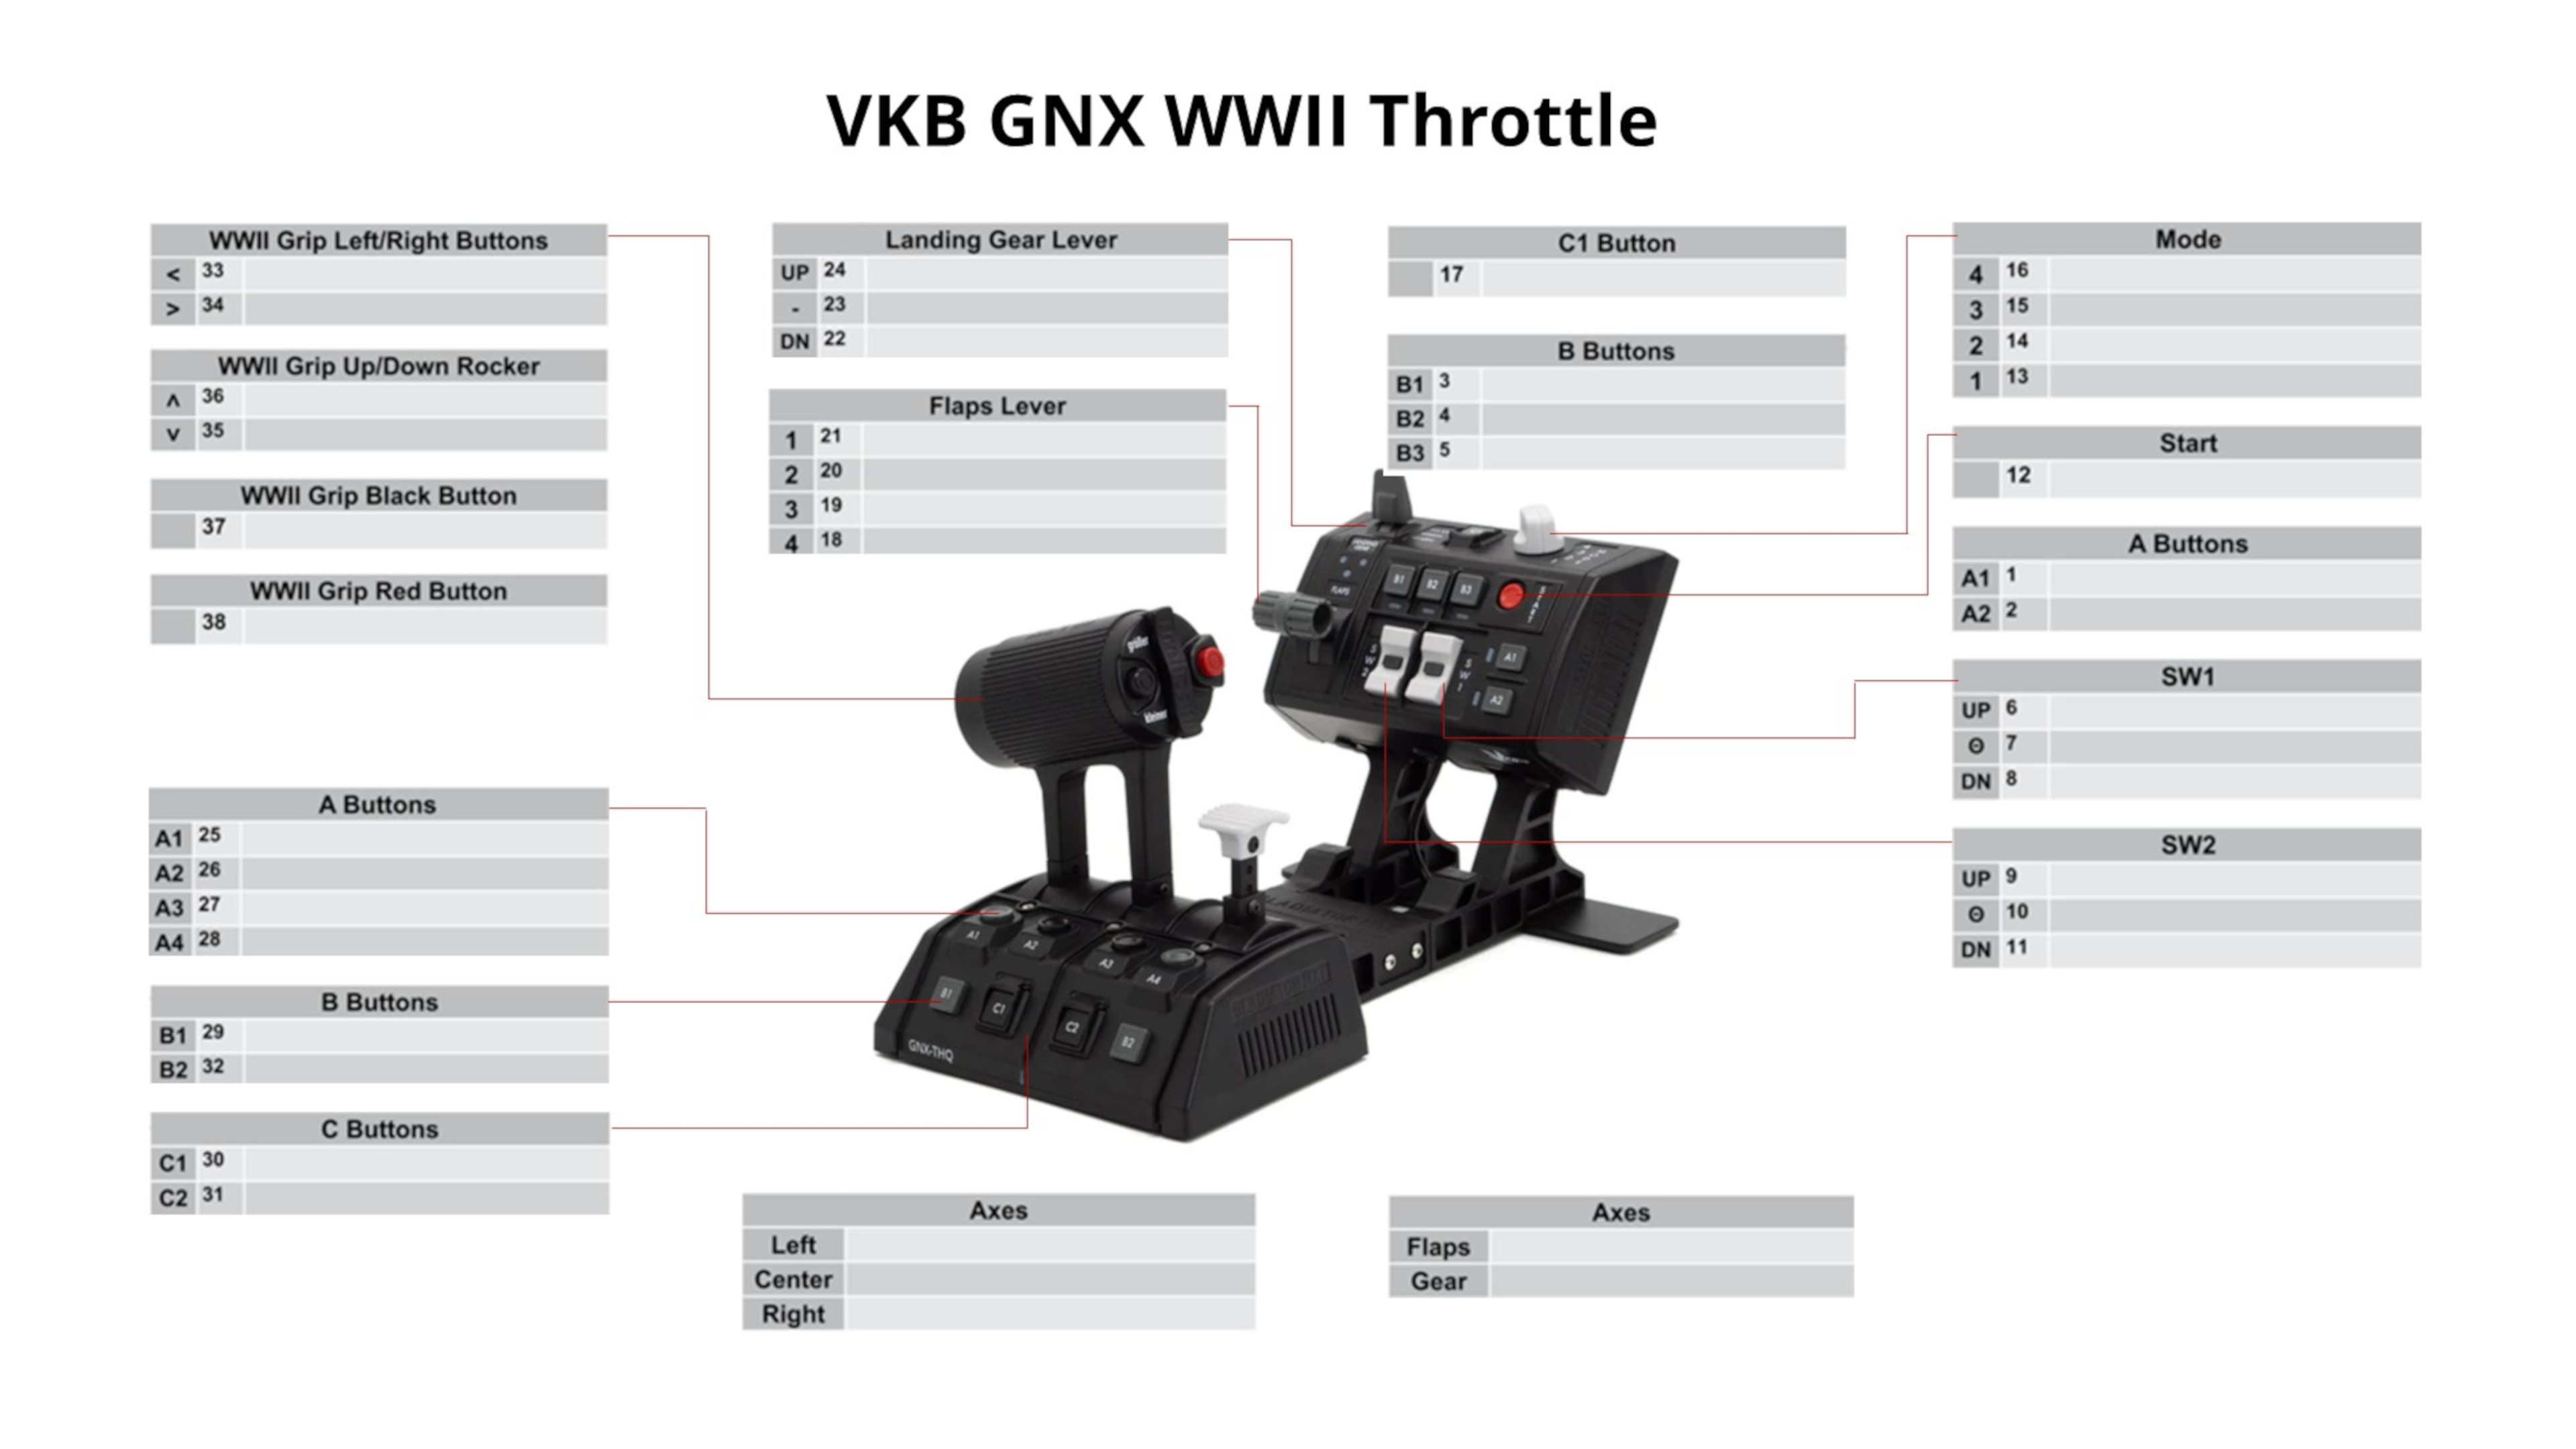 VKB GNX WWII Throttle
WWII Grip Left/Right Buttons
< 33
> 34
WWII Grip Up/Down Rocker
ʌ 36
v 35
WWII Grip Black Button
37
WWII Grip Red Button
38
A Buttons
A1 25
A2 26
A3 27
A4 28
B Buttons
B1 29
B2 32
C Buttons
C1 30
C2 31
Landing Gear Lever
UP 24
- 23
DN 22
Flaps Lever
1 21
2 20
3 19
4 18
C1 Button
17
B Buttons
B1 3
B2 4
B3 5
Mode
4 16
3 15
2 14
1 13
Start
12
A Buttons
A1 1
A2 2
SW1
UP 6
Θ 7
DN 8
SW2
UP 9
Θ 10
DN 11
FLAPS
B1 B2 B3
START
SW2
SW1
A1
A2
größer
kleiner
A1 A2 A3 A4
B1 C1 C2 B2
GNX-THQ
Axes
Left
Center
Right
Axes
Flaps
Gear